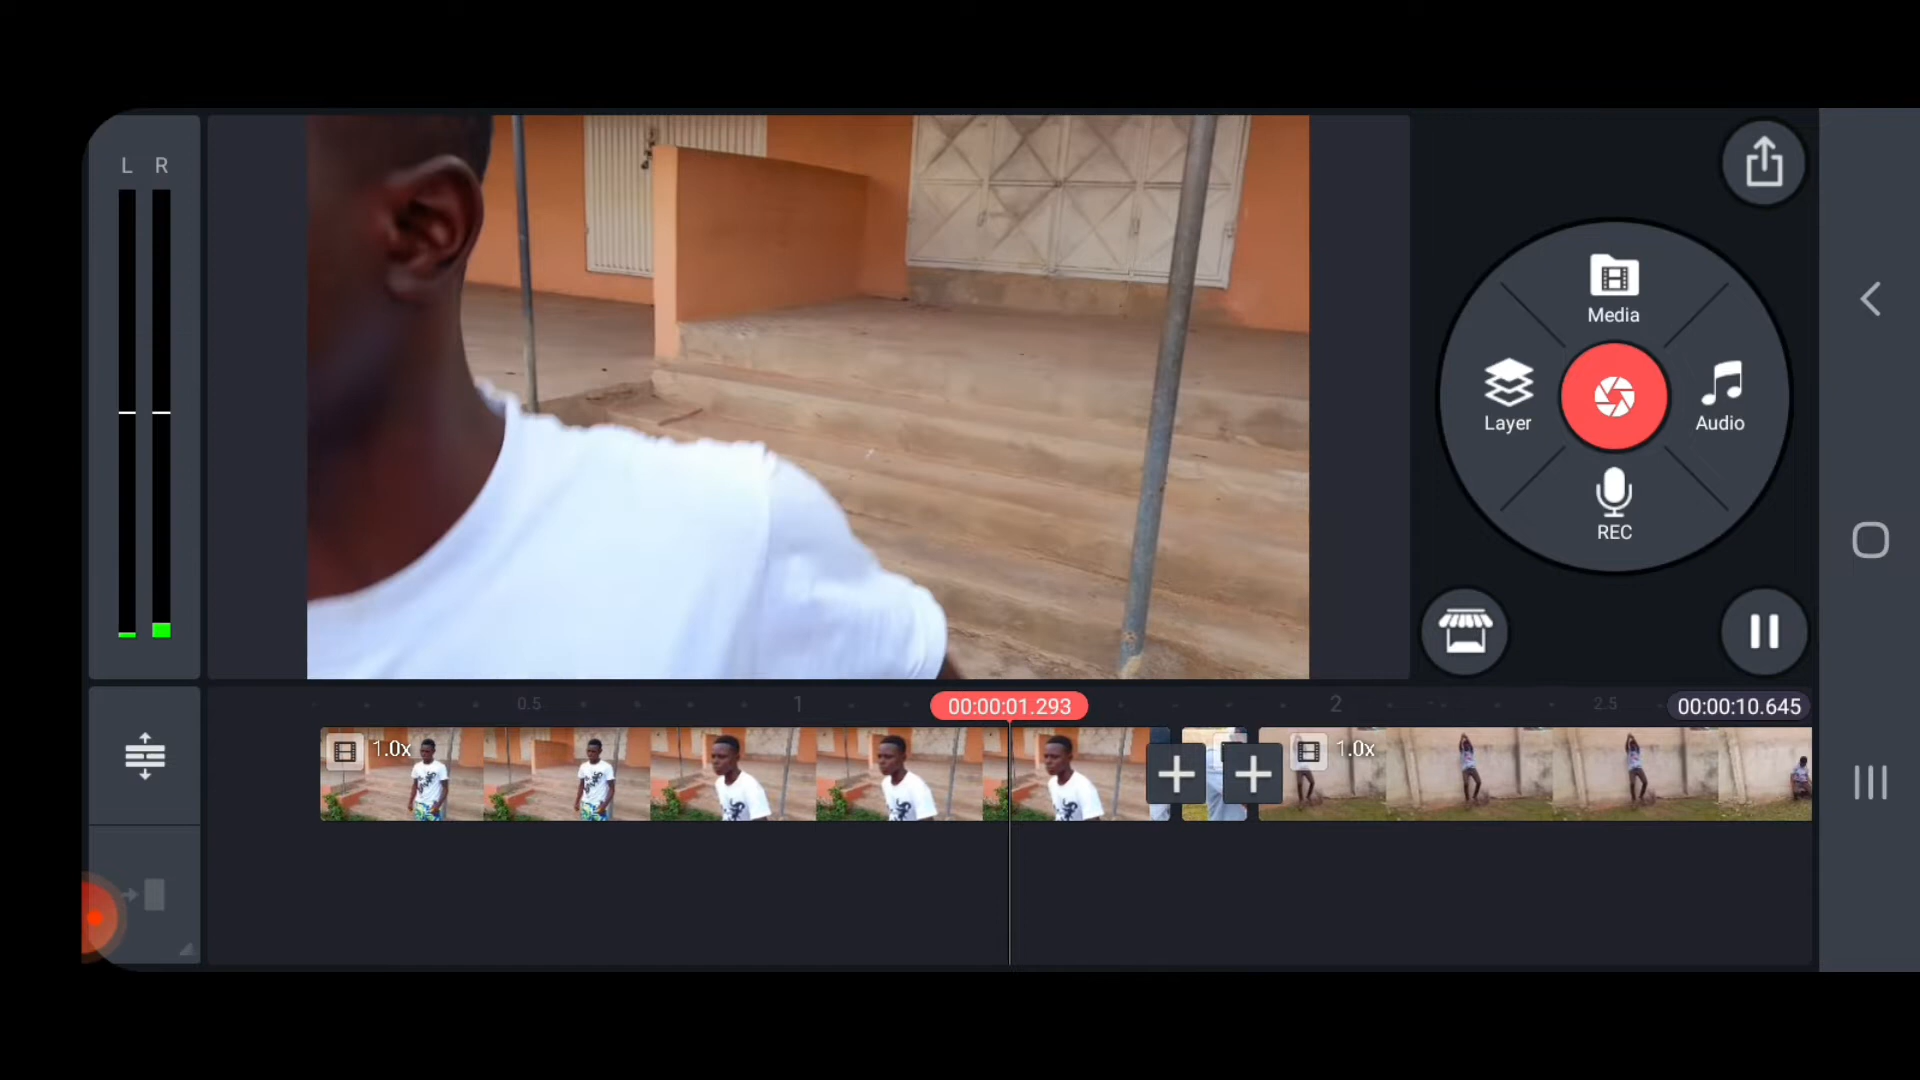 L R
Media
Layer
Audio
REC
0.5
1
00:00:01.293
2
2.5
00:00:10.645
1.0x
1.0x